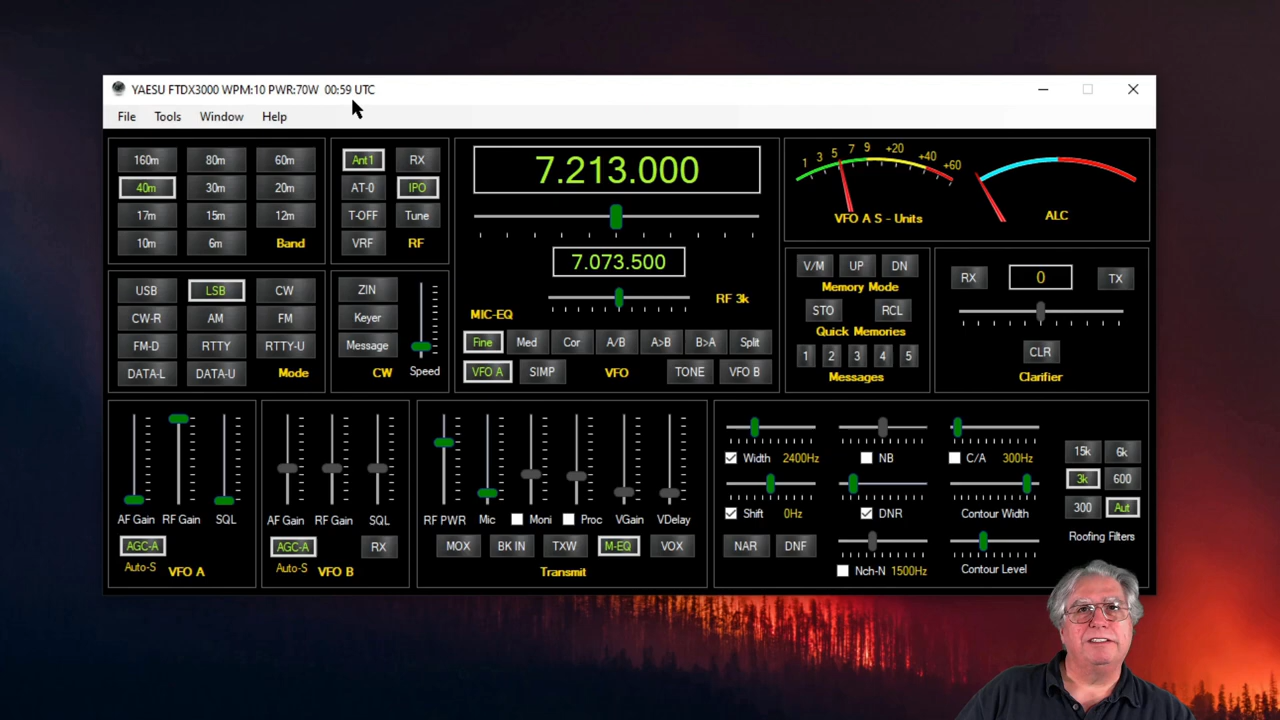 YAESU FTDX3000 WPM:10 PWR:70W 00:59 UTC
File Tools Window Help
160m 80m 60m
40m 30m 20m
17m 15m 12m
10m 6m Band
Ant1 RX
AT-0 IPO
T-OFF Tune
VRF RF
7.213.000
7.073.500
RF 3k
MIC-EQ
Fine Med Cor A/B A>B B>A Split
VFO A SIMP VFO TONE VFO B
1 3 5 7 9 +20 +40 +60
VFO A S - Units
ALC
USB LSB CW
CW-R AM FM
FM-D RTTY RTTY-U
DATA-L DATA-U Mode
ZIN
Keyer
Message
CW Speed
V/M UP DN
Memory Mode
STO RCL
Quick Memories
1 2 3 4 5
Messages
RX 0 TX
CLR
Clarifier
AF Gain RF Gain SQL
AGC-A
Auto-S VFO A
AF Gain RF Gain SQL
AGC-A RX
Auto-S VFO B
RF PWR Mic Moni Proc VGain VDelay
MOX BK IN TXW M-EQ VOX
Transmit
Width 2400Hz NB C/A 300Hz
Shift 0Hz DNR Contour Width
NAR DNF Nch-N 1500Hz Contour Level
15k 6k
3k 600
300 Aut
Roofing Filters